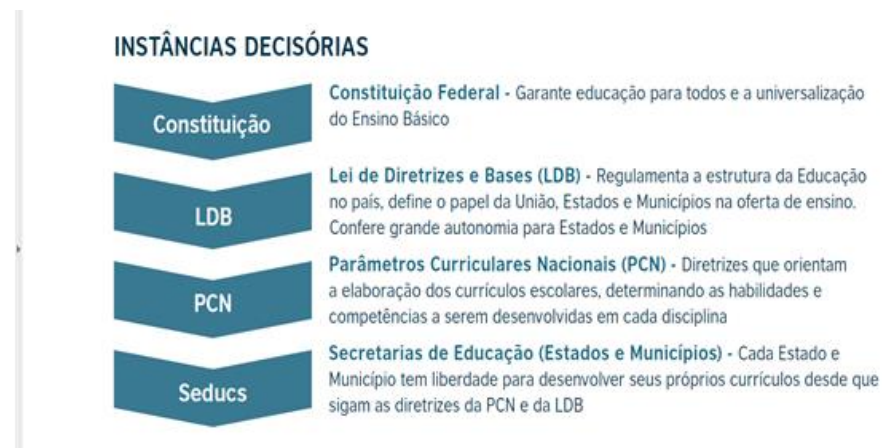 INSTÂNCIAS DECISÓRIAS
Constituição
Constituição Federal - Garante educação para todos e a universalização
do Ensino Básico
LDB
Lei de Diretrizes e Bases (LDB) - Regulamenta a estrutura da Educação
no país, define o papel da União, Estados e Municípios na oferta de ensino.
Confere grande autonomia para Estados e Municípios
PCN
Parâmetros Curriculares Nacionais (PCN) - Diretrizes que orientam
a elaboração dos currículos escolares, determinando as habilidades e
competências a serem desenvolvidas em cada disciplina
Seducs
Secretarias de Educação (Estados e Municípios) - Cada Estado e
Município tem liberdade para desenvolver seus próprios currículos desde que
sigam as diretrizes da PCN e da LDB